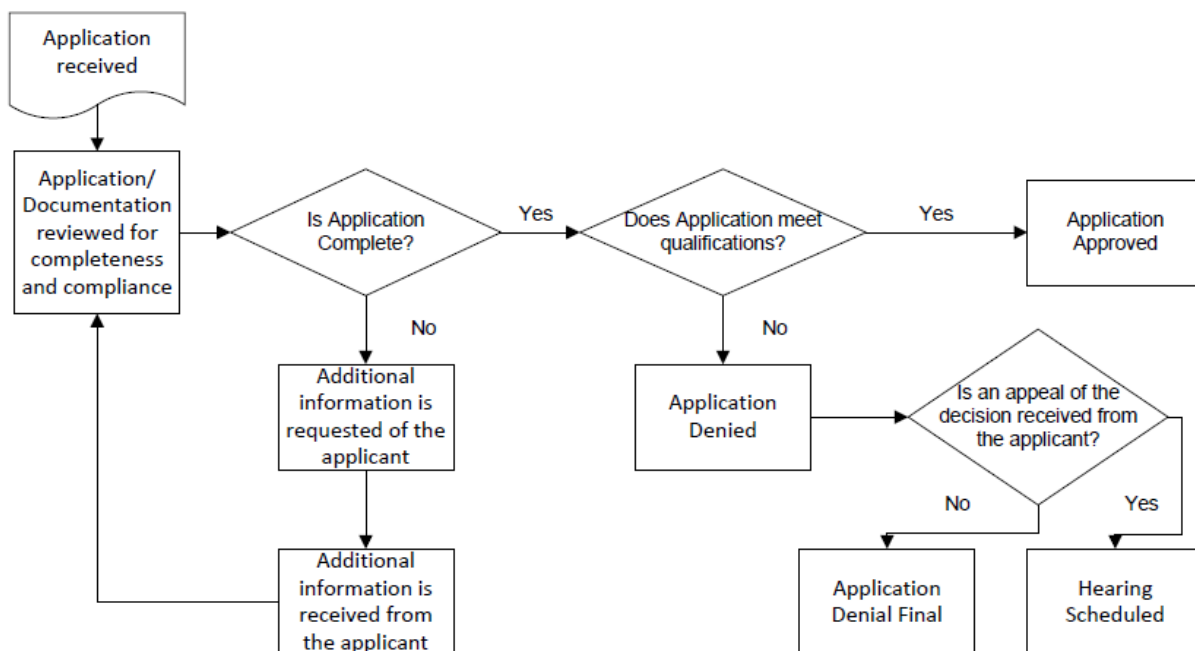 Application
received
Application/
Documentation
reviewed for
completeness
and compliance
Is Application
Complete?
Yes
Does Application meet
qualifications?
Yes
Application
Approved
No
Additional
information is
requested of the
applicant
No
Application
Denied
Is an appeal of the
decision received from
the applicant?
No
Yes
Additional
information is
received from
the applicant
Application
Denial Final
Hearing
Scheduled